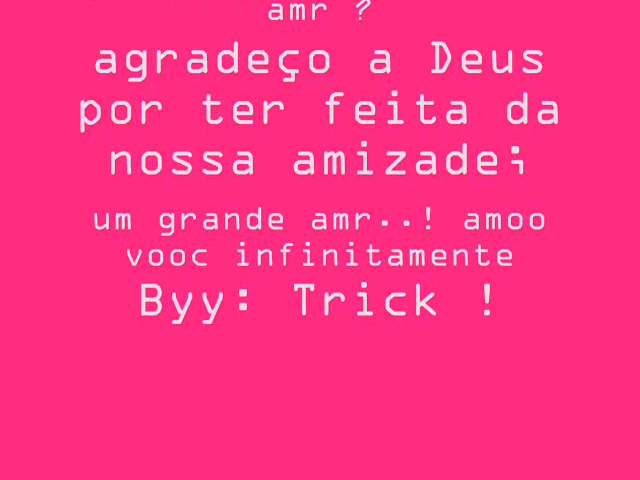 amr ?
agradeço a Deus
por ter feita da
nossa amizade;
um grande amr..! amoo
vooc infinitamente
Byy: Trick !